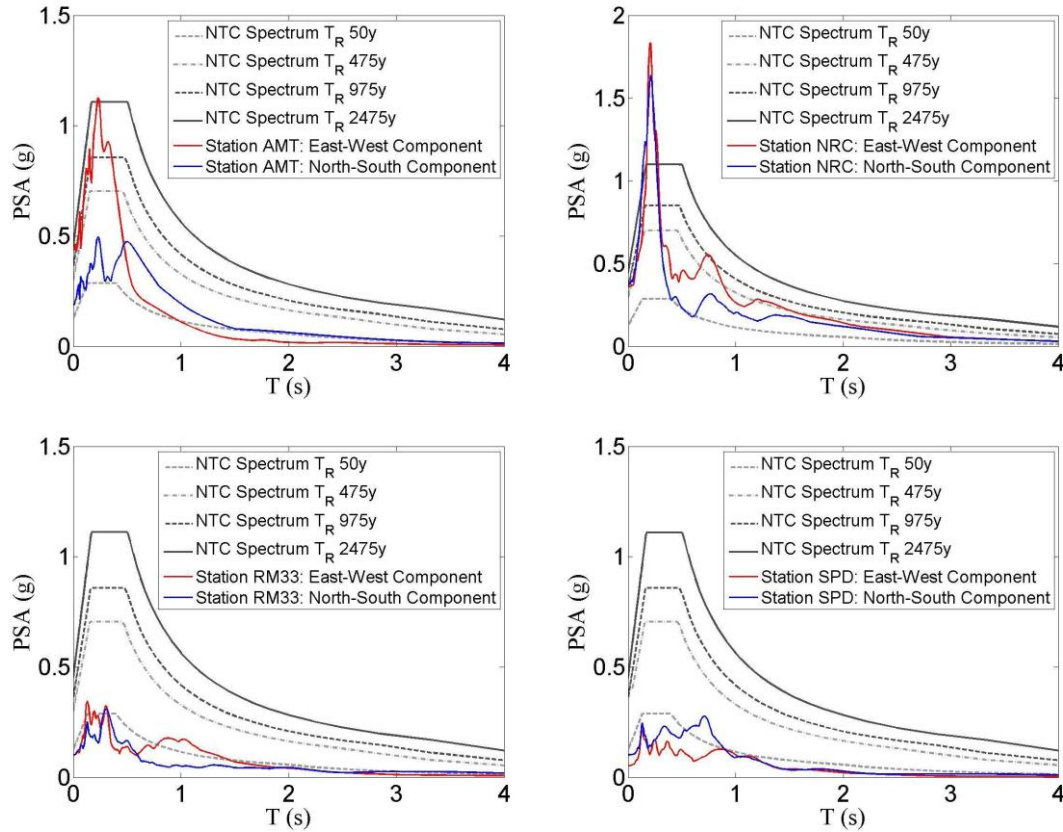 1.5
NTC Spectrum T_R 50y
NTC Spectrum T_R 475y
NTC Spectrum T_R 975y
NTC Spectrum T_R 2475y
Station AMT: East-West Component
Station AMT: North-South Component
1
PSA (g)
0.5
0
0 1 2 3 4
T (s)
2
NTC Spectrum T_R 50y
NTC Spectrum T_R 475y
NTC Spectrum T_R 975y
NTC Spectrum T_R 2475y
Station NRC: East-West Component
Station NRC: North-South Component
1.5
1
PSA (g)
0.5
0
0 1 2 3 4
T (s)
1.5
NTC Spectrum T_R 50y
NTC Spectrum T_R 475y
NTC Spectrum T_R 975y
NTC Spectrum T_R 2475y
Station RM33: East-West Component
Station RM33: North-South Component
1
PSA (g)
0.5
0
0 1 2 3 4
T (s)
1.5
NTC Spectrum T_R 50y
NTC Spectrum T_R 475y
NTC Spectrum T_R 975y
NTC Spectrum T_R 2475y
Station SPD: East-West Component
Station SPD: North-South Component
1
PSA (g)
0.5
0
0 1 2 3 4
T (s)